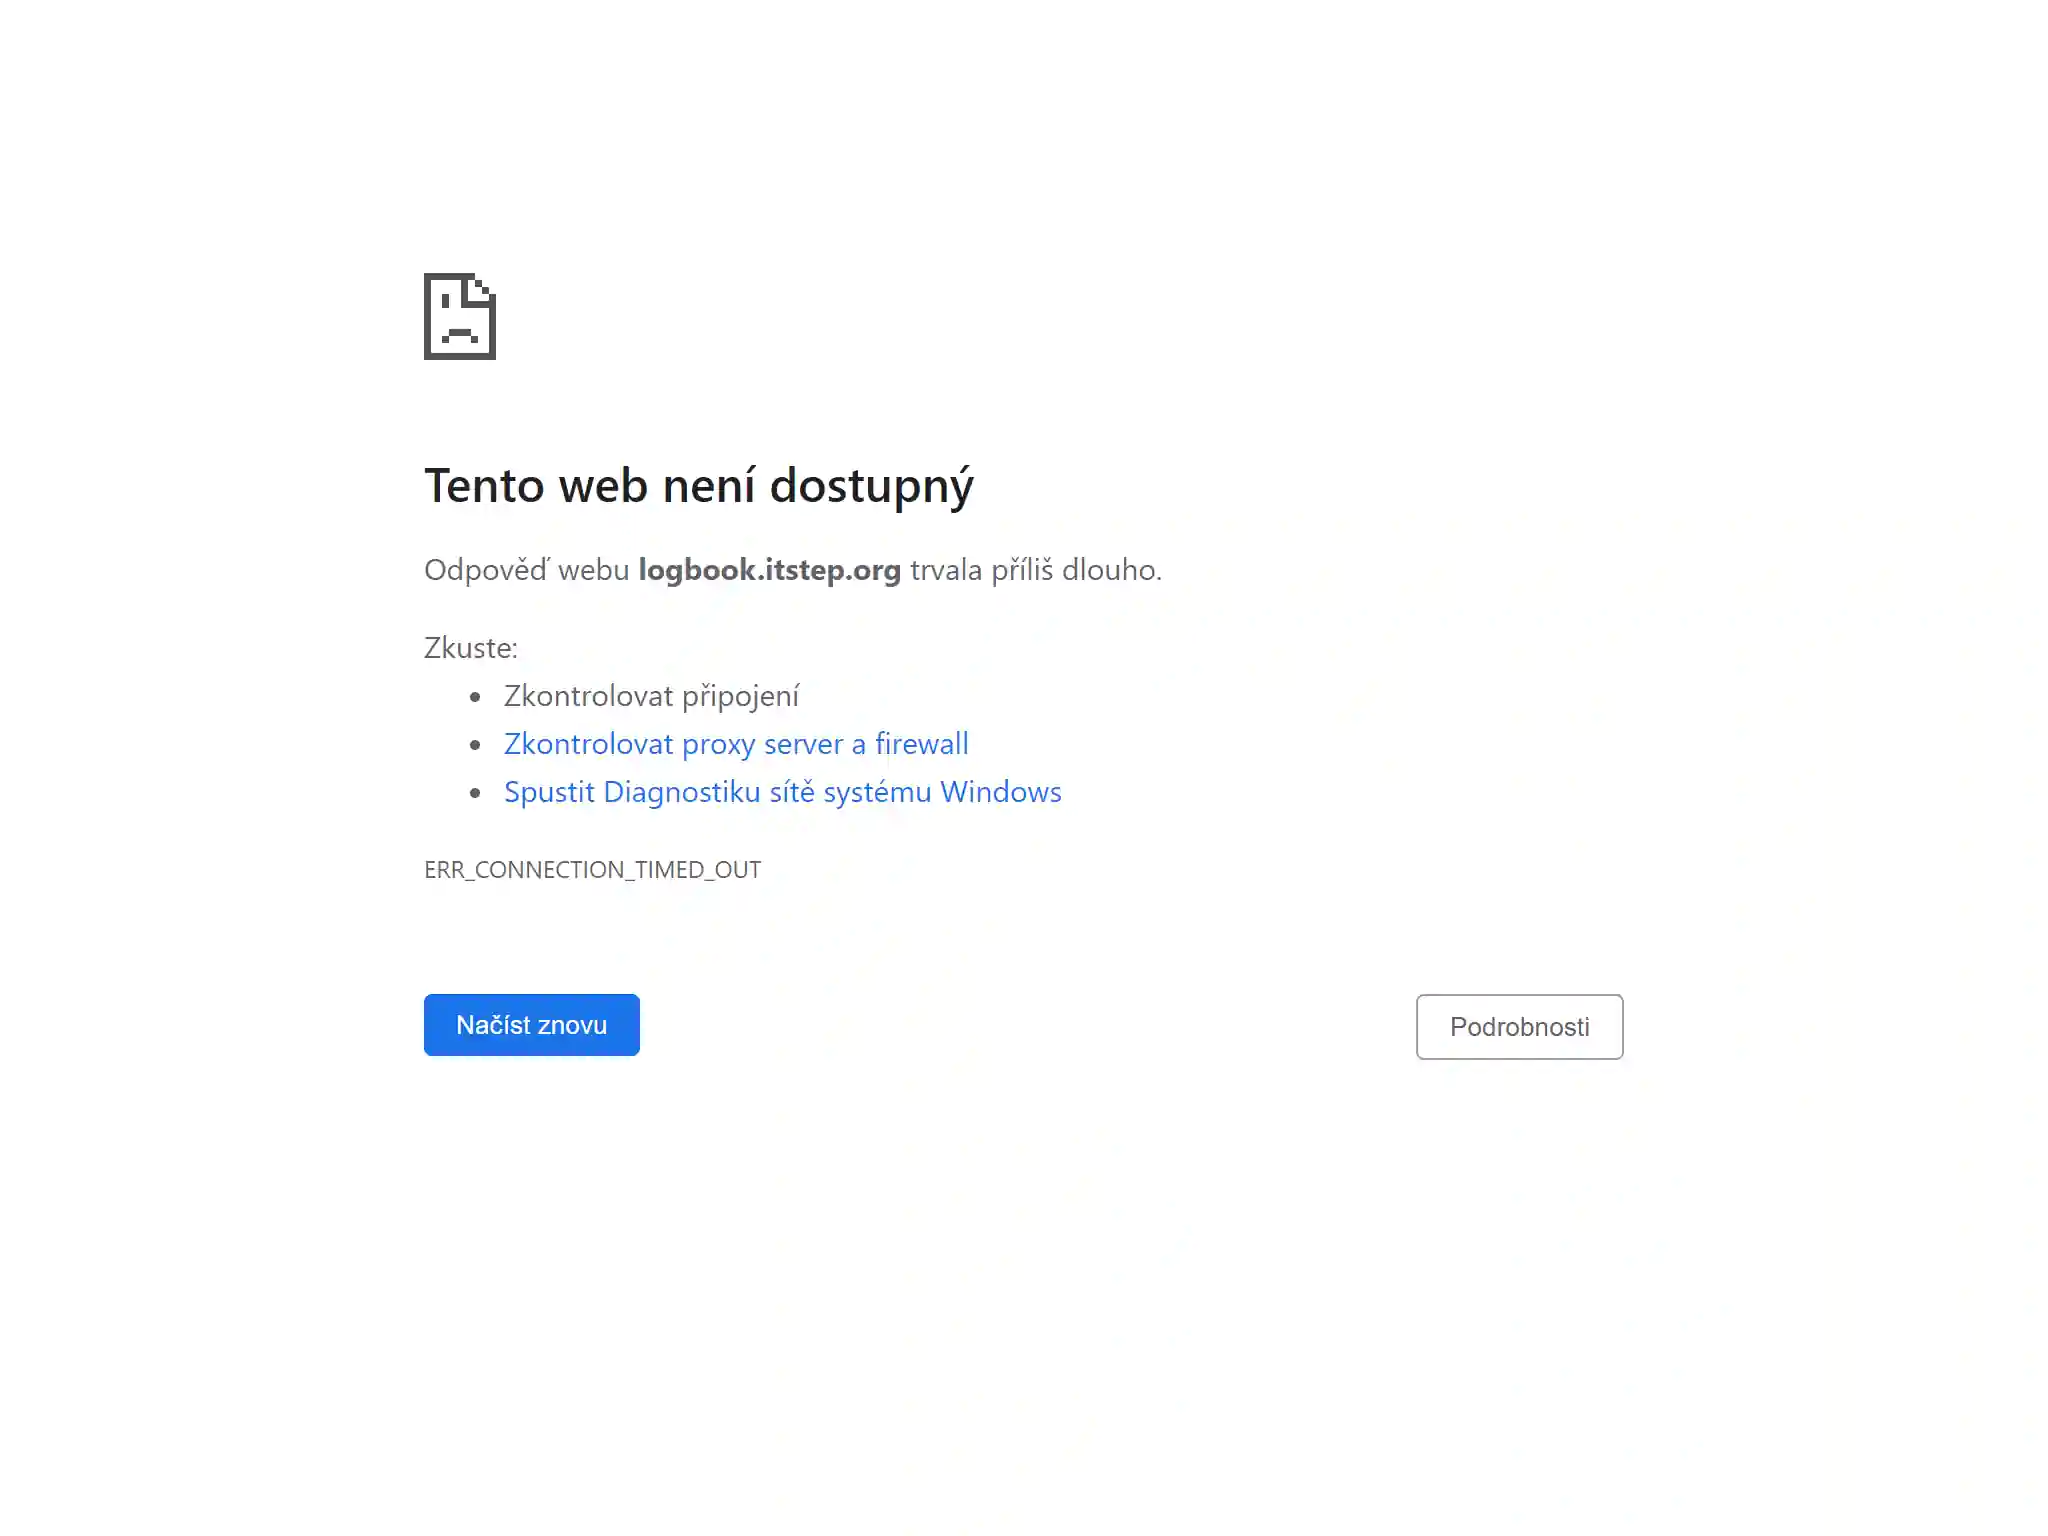 Tento web není dostupný
Odpověď webu logbook.itstep.org trvala příliš dlouho.
Zkuste:
Zkontrolovat připojení
Zkontrolovat proxy server a firewall
Spustit Diagnostiku sítě systému Windows
ERR_CONNECTION_TIMED_OUT
Načíst znovu
Podrobnosti